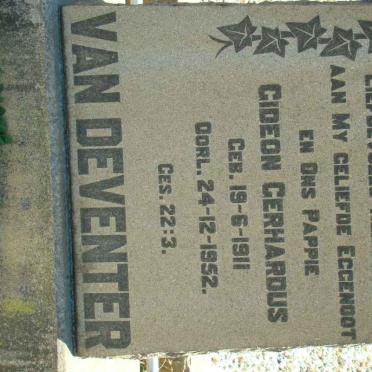 AAN MY GELIEFDE EGGENOOT
EN ONS PAPPIE
GIDEON GERHARDUS
GEB. 19-6-1911
OORL. 24-12-1952.
GES. 22:3.
VAN DEVENTER